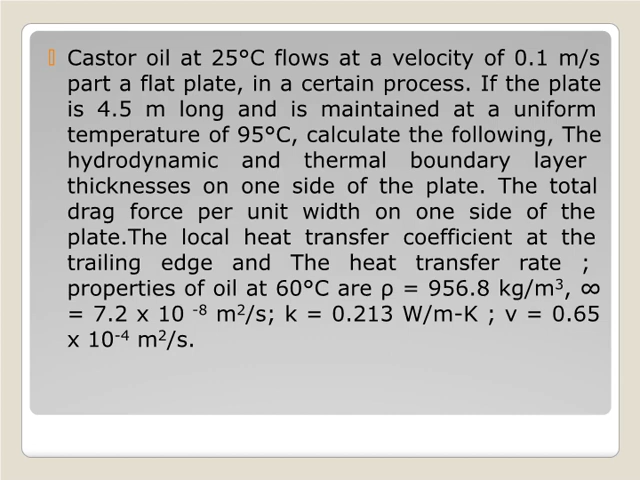 Castor oil at 25°C flows at a velocity of 0.1 m/s
part a flat plate, in a certain process. If the plate
is 4.5 m long and is maintained at a uniform
temperature of 95°C, calculate the following, The
hydrodynamic and thermal boundary layer
thicknesses on one side of the plate. The total
drag force per unit width on one side of the
plate.The local heat transfer coefficient at the
trailing edge and The heat transfer rate ;
properties of oil at 60°C are ρ = 956.8 kg/m³, ∞
= 7.2 x 10 ⁻⁸ m²/s; k = 0.213 W/m-K ; v = 0.65
x 10⁻⁴ m²/s.